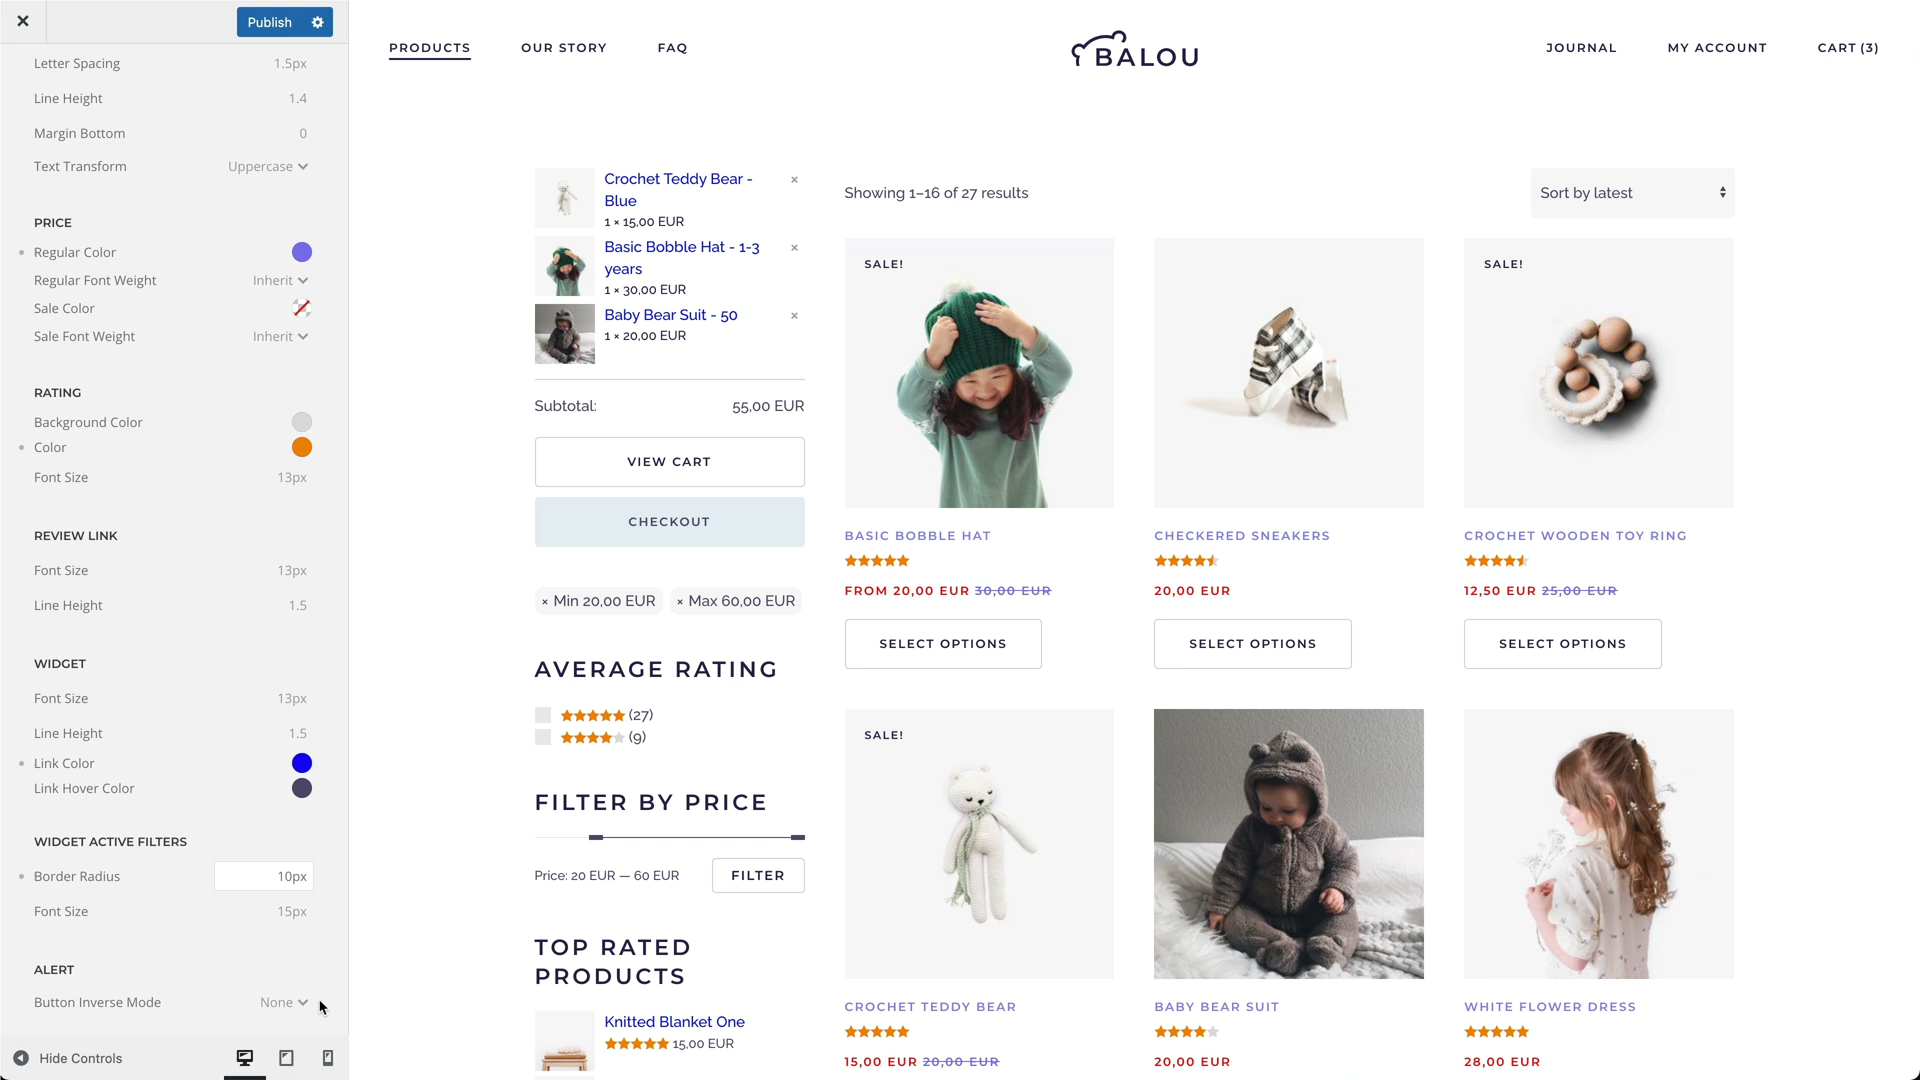 Publish
Letter Spacing 1.5px
Line Height 1.4
Margin Bottom 0
Text Transform Uppercase
PRICE
Regular Color
Regular Font Weight Inherit
Sale Color
Sale Font Weight Inherit
RATING
Background Color
Color
Font Size 13px
REVIEW LINK
Font Size 13px
Line Height 1.5
WIDGET
Font Size 13px
Line Height 1.5
Link Color
Link Hover Color
WIDGET ACTIVE FILTERS
Border Radius 10px
Font Size 15px
ALERT
Button Inverse Mode None
Hide Controls
PRODUCTS OUR STORY FAQ
BALOU
JOURNAL MY ACCOUNT CART (3)
Crochet Teddy Bear - ×
Blue
1 × 15,00 EUR
Basic Bobble Hat - 1-3 ×
years
1 × 30,00 EUR
Baby Bear Suit - 50 ×
1 × 20,00 EUR
Subtotal: 55,00 EUR
VIEW CART
CHECKOUT
× Min 20,00 EUR × Max 60,00 EUR
AVERAGE RATING
(27)
(9)
FILTER BY PRICE
Price: 20 EUR — 60 EUR FILTER
TOP RATED
PRODUCTS
Knitted Blanket One
15,00 EUR
Showing 1–16 of 27 results
Sort by latest
SALE!
BASIC BOBBLE HAT
FROM 20,00 EUR 30,00 EUR
SELECT OPTIONS
CHECKERED SNEAKERS
20,00 EUR
SELECT OPTIONS
SALE!
CROCHET WOODEN TOY RING
12,50 EUR 25,00 EUR
SELECT OPTIONS
SALE!
CROCHET TEDDY BEAR
15,00 EUR 20,00 EUR
BABY BEAR SUIT
20,00 EUR
WHITE FLOWER DRESS
28,00 EUR